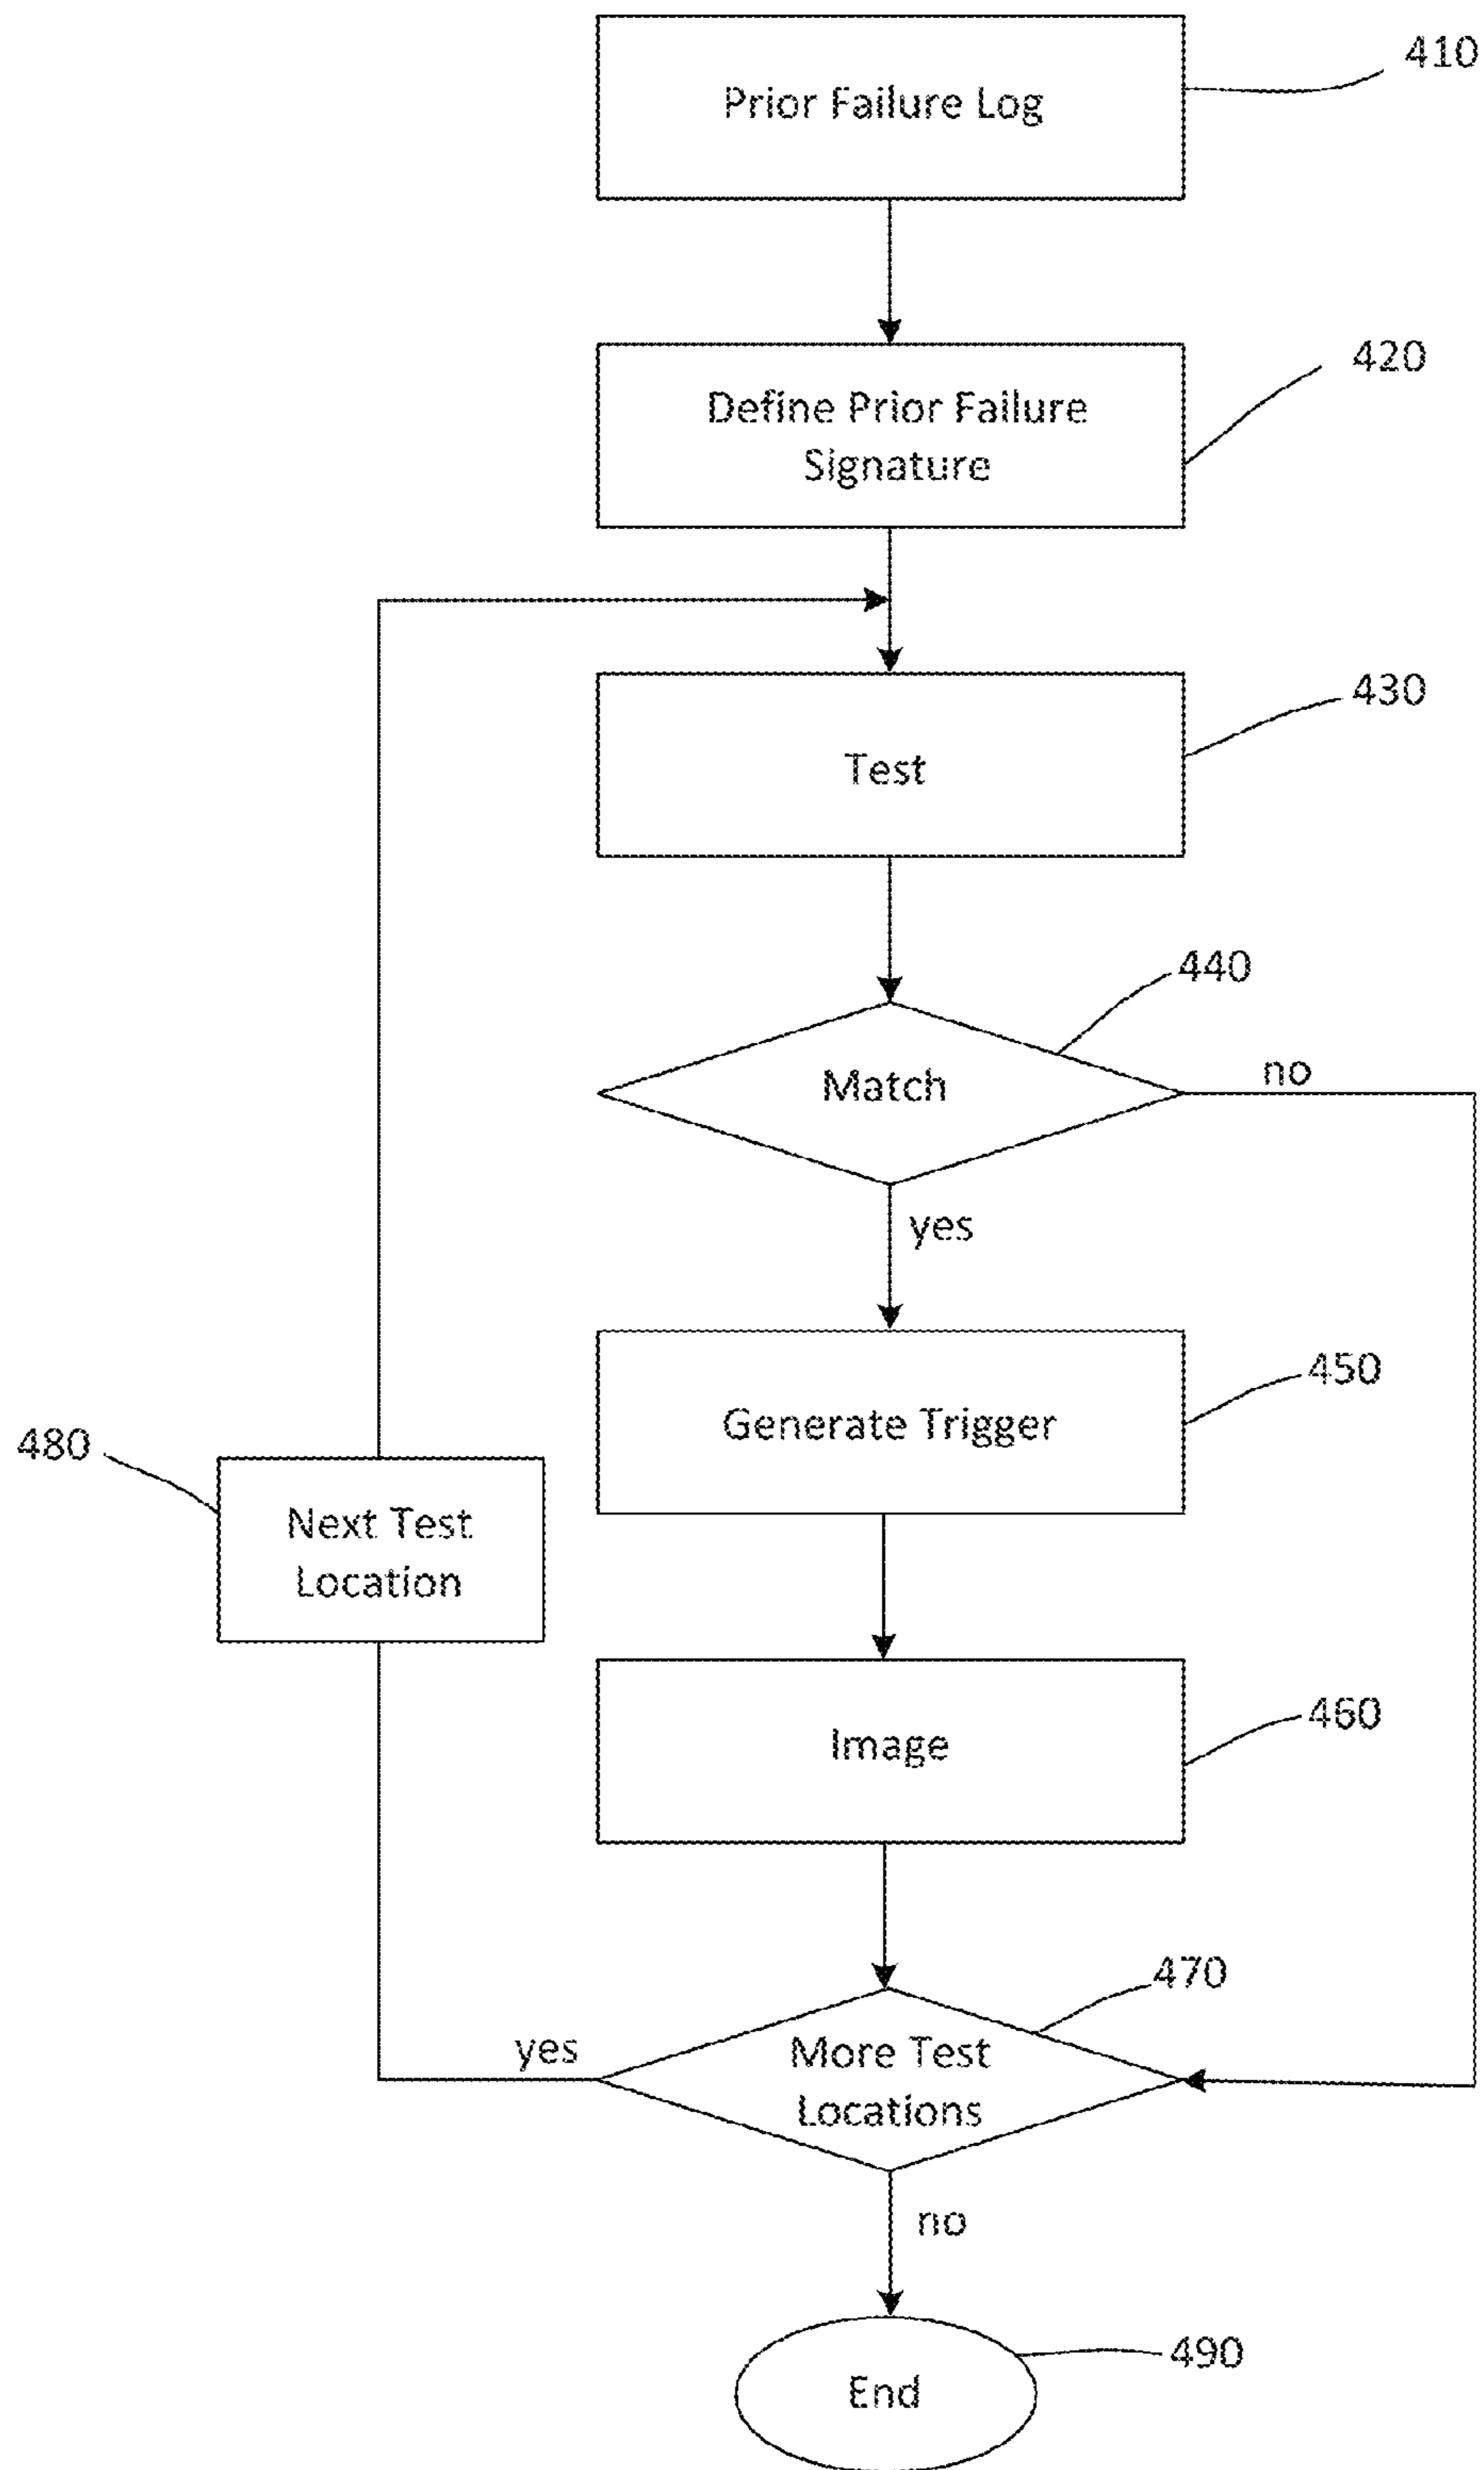 410
Prior Failure Log
420
Define Prior Failure
Signature
430
Test
440
Match
no
yes
450
Generate Trigger
480
Next Test
Location
460
Image
470
yes
More Test
Locations
no
490
End